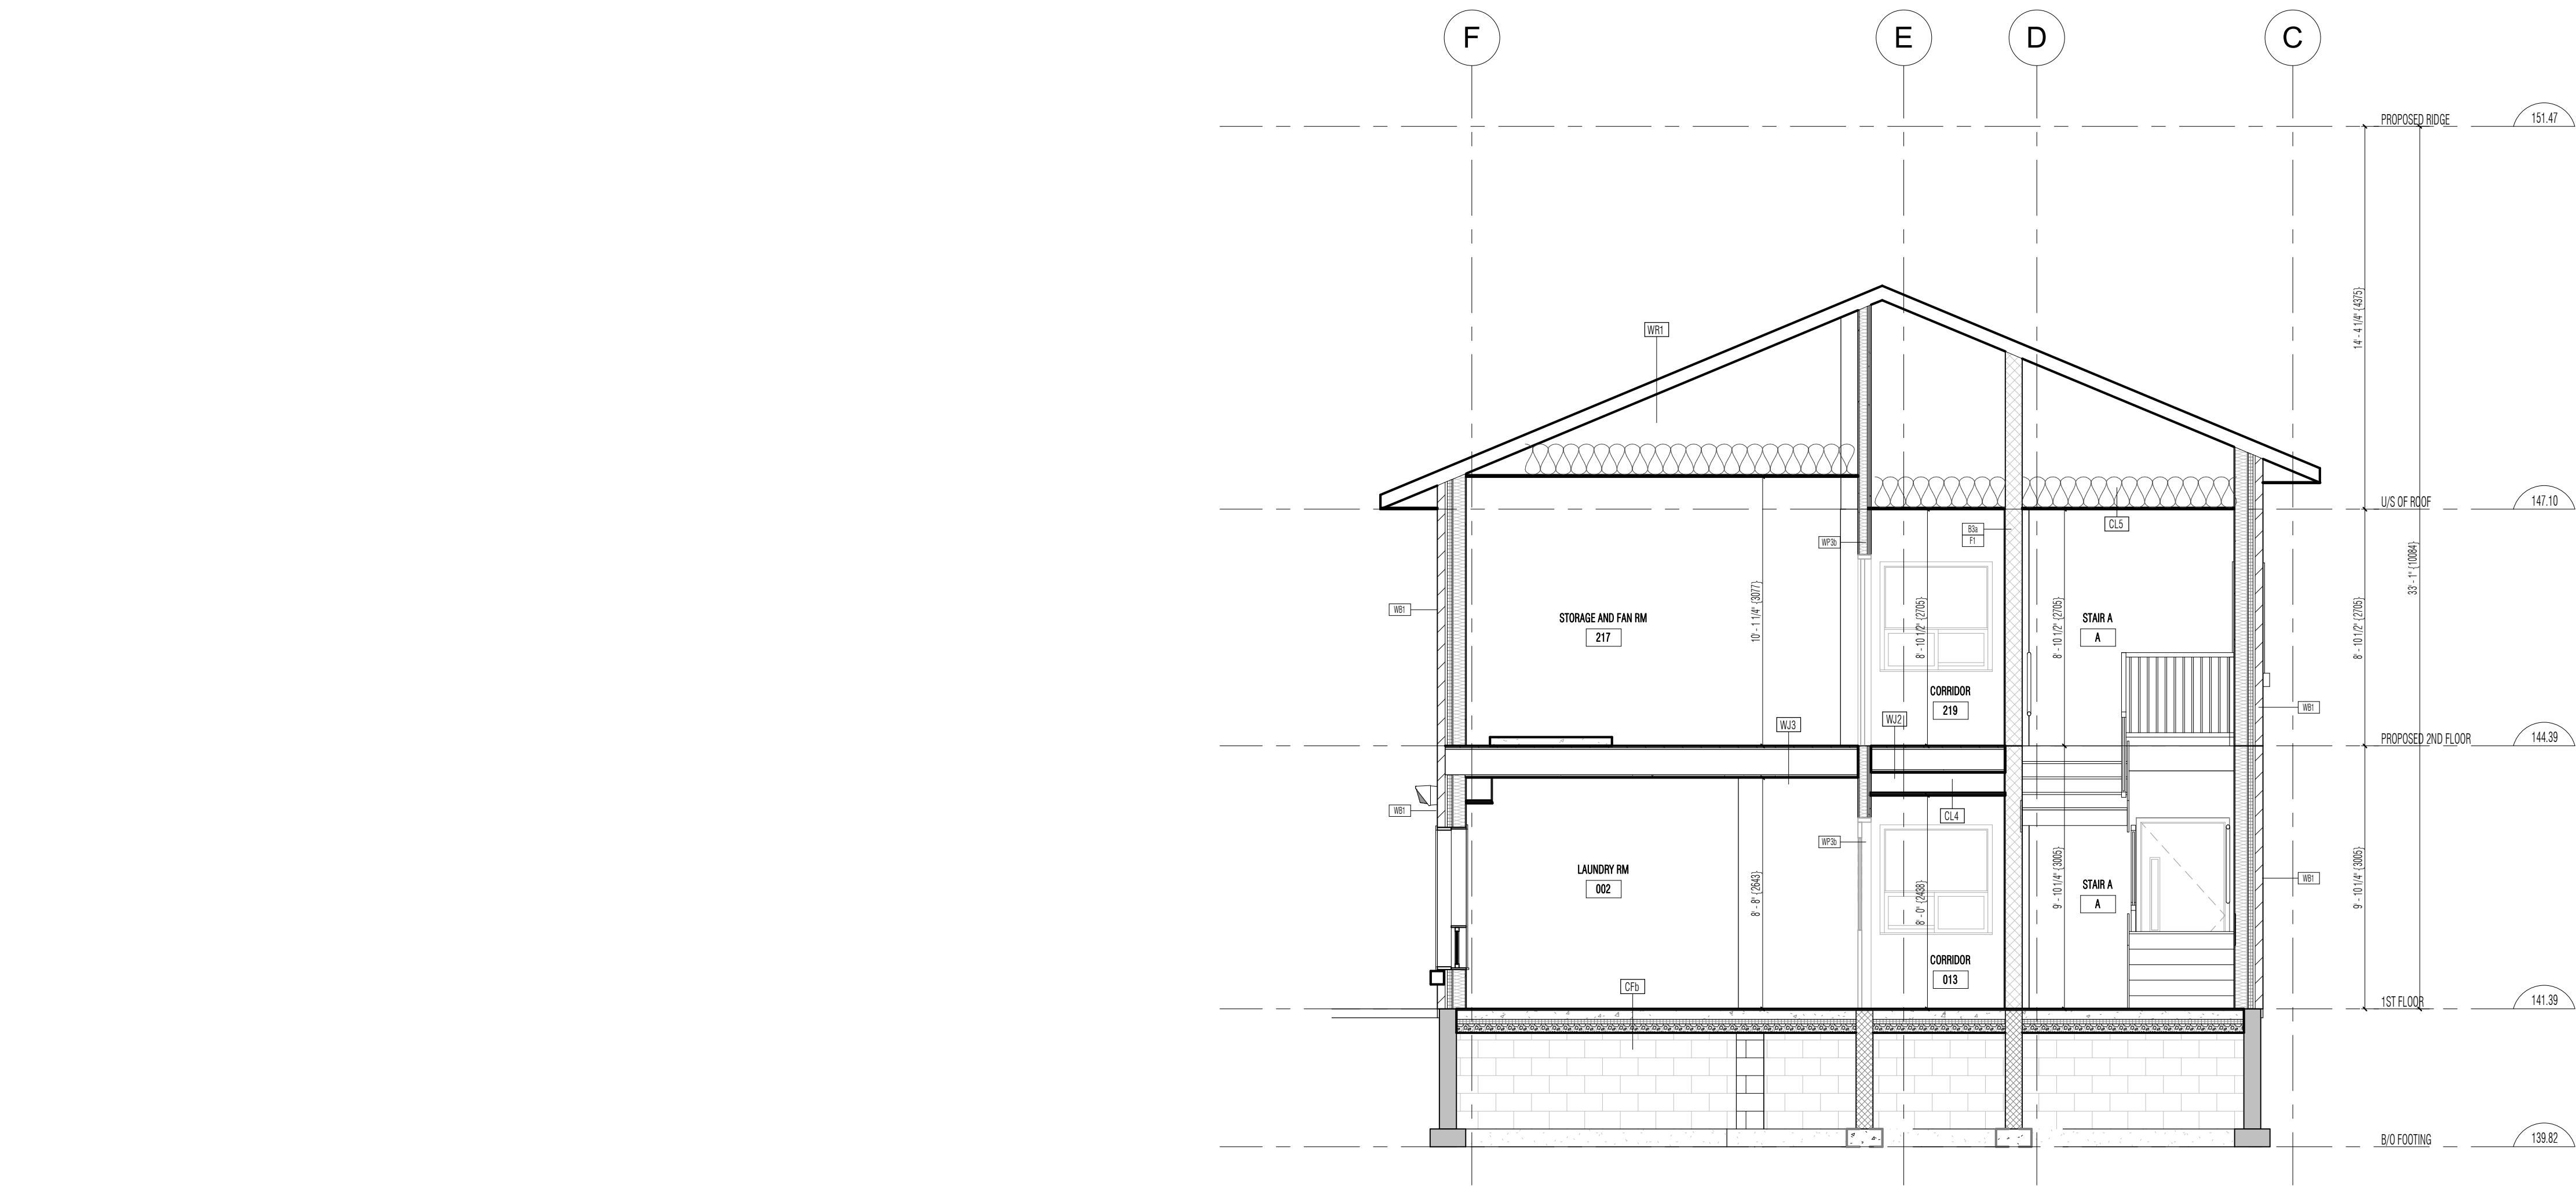 F
E
D
C
PROPOSED RIDGE
151.47
WR1
14' - 4 1/4" {4375}
U/S OF ROOF
147.10
CL5
B3a
F1
WP3b
33' - 1" {10084}
10' - 1 1/4" {3077}
8' - 10 1/2" {2705}
8' - 10 1/2" {2705}
8' - 10 1/2" {2705}
WB1
STORAGE AND FAN RM
217
STAIR A
A
CORRIDOR
219
WB1
WJ3
WJ2
PROPOSED 2ND FLOOR
144.39
WB1
CL4
WP3b
LAUNDRY RM
002
8' - 8" {2643}
8' - 0" {2438}
9' - 10 1/4" {3005}
9' - 10 1/4" {3005}
STAIR A
A
WB1
CORRIDOR
013
CFb
1ST FLOOR
141.39
B/O FOOTING
139.82